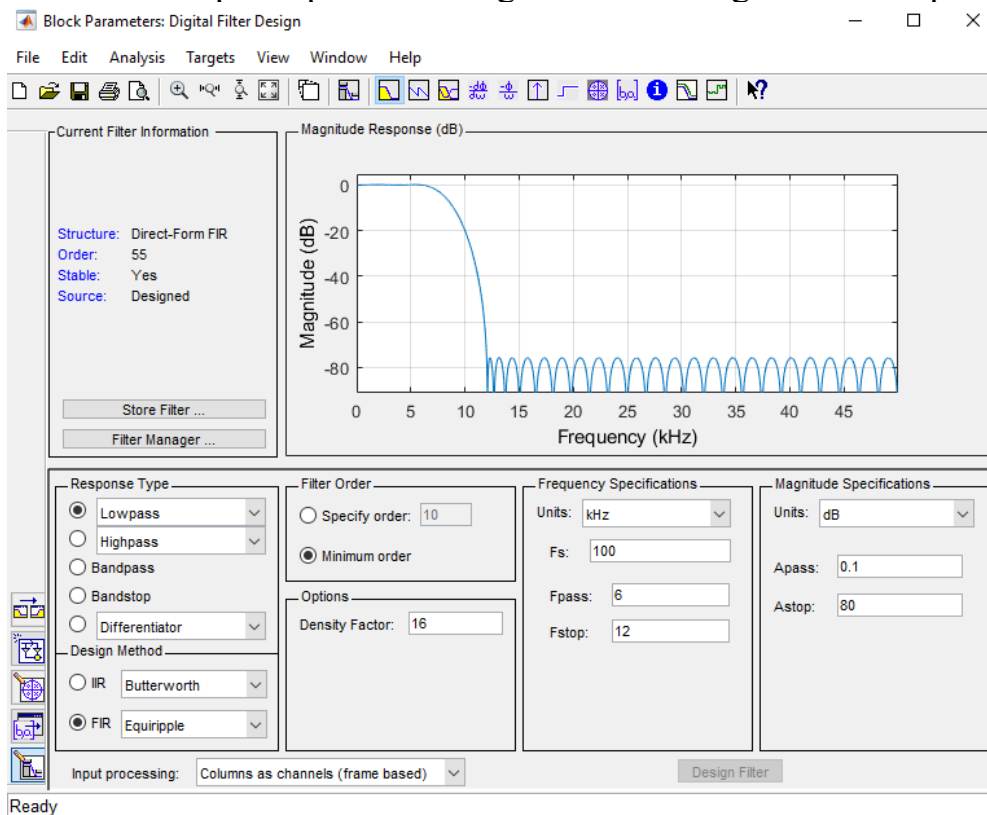 Block Parameters: Digital Filter Design
File Edit Analysis Targets View Window Help
Current Filter Information
Structure: Direct-Form FIR
Order: 55
Stable: Yes
Source: Designed
Store Filter ...
Filter Manager ...
Magnitude Response (dB)
Magnitude (dB)
0
-20
-40
-60
-80
0 5 10 15 20 25 30 35 40 45
Frequency (kHz)
Response Type
Lowpass
Highpass
Bandpass
Bandstop
Differentiator
Design Method
IIR Butterworth
FIR Equiripple
Filter Order
Specify order: 10
Minimum order
Options
Density Factor: 16
Frequency Specifications
Units: kHz
Fs: 100
Fpass: 6
Fstop: 12
Magnitude Specifications
Units: dB
Apass: 0.1
Astop: 80
Input processing: Columns as channels (frame based)
Design Filter
Ready